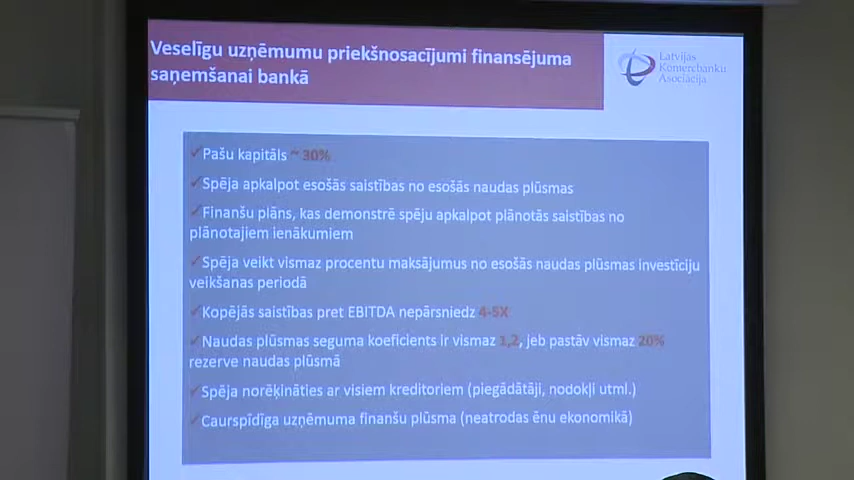 Veselīgu uzņēmumu priekšnosacījumi finansējuma
saņemšanai bankā
Latvijas
Komercbanku
Asociācija
✓Pašu kapitāls ~ 30%
✓Spēja apkalpot esošās saistības no esošās naudas plūsmas
✓Finanšu plāns, kas demonstrē spēju apkalpot plānotās saistības no
plānotajiem ienākumiem
✓Spēja veikt vismaz procentu maksājumus no esošās naudas plūsmas investīciju
veikšanas periodā
✓Kopējās saistības pret EBITDA nepārsniedz 4-5X
✓Naudas plūsmas seguma koeficients ir vismaz 1,2, jeb pastāv vismaz 20%
rezerve naudas plūsmā
✓Spēja norēķināties ar visiem kreditoriem (piegādātāji, nodokļi utml.)
✓Caurspīdīga uzņēmuma finanšu plūsma (neatrodas ēnu ekonomikā)